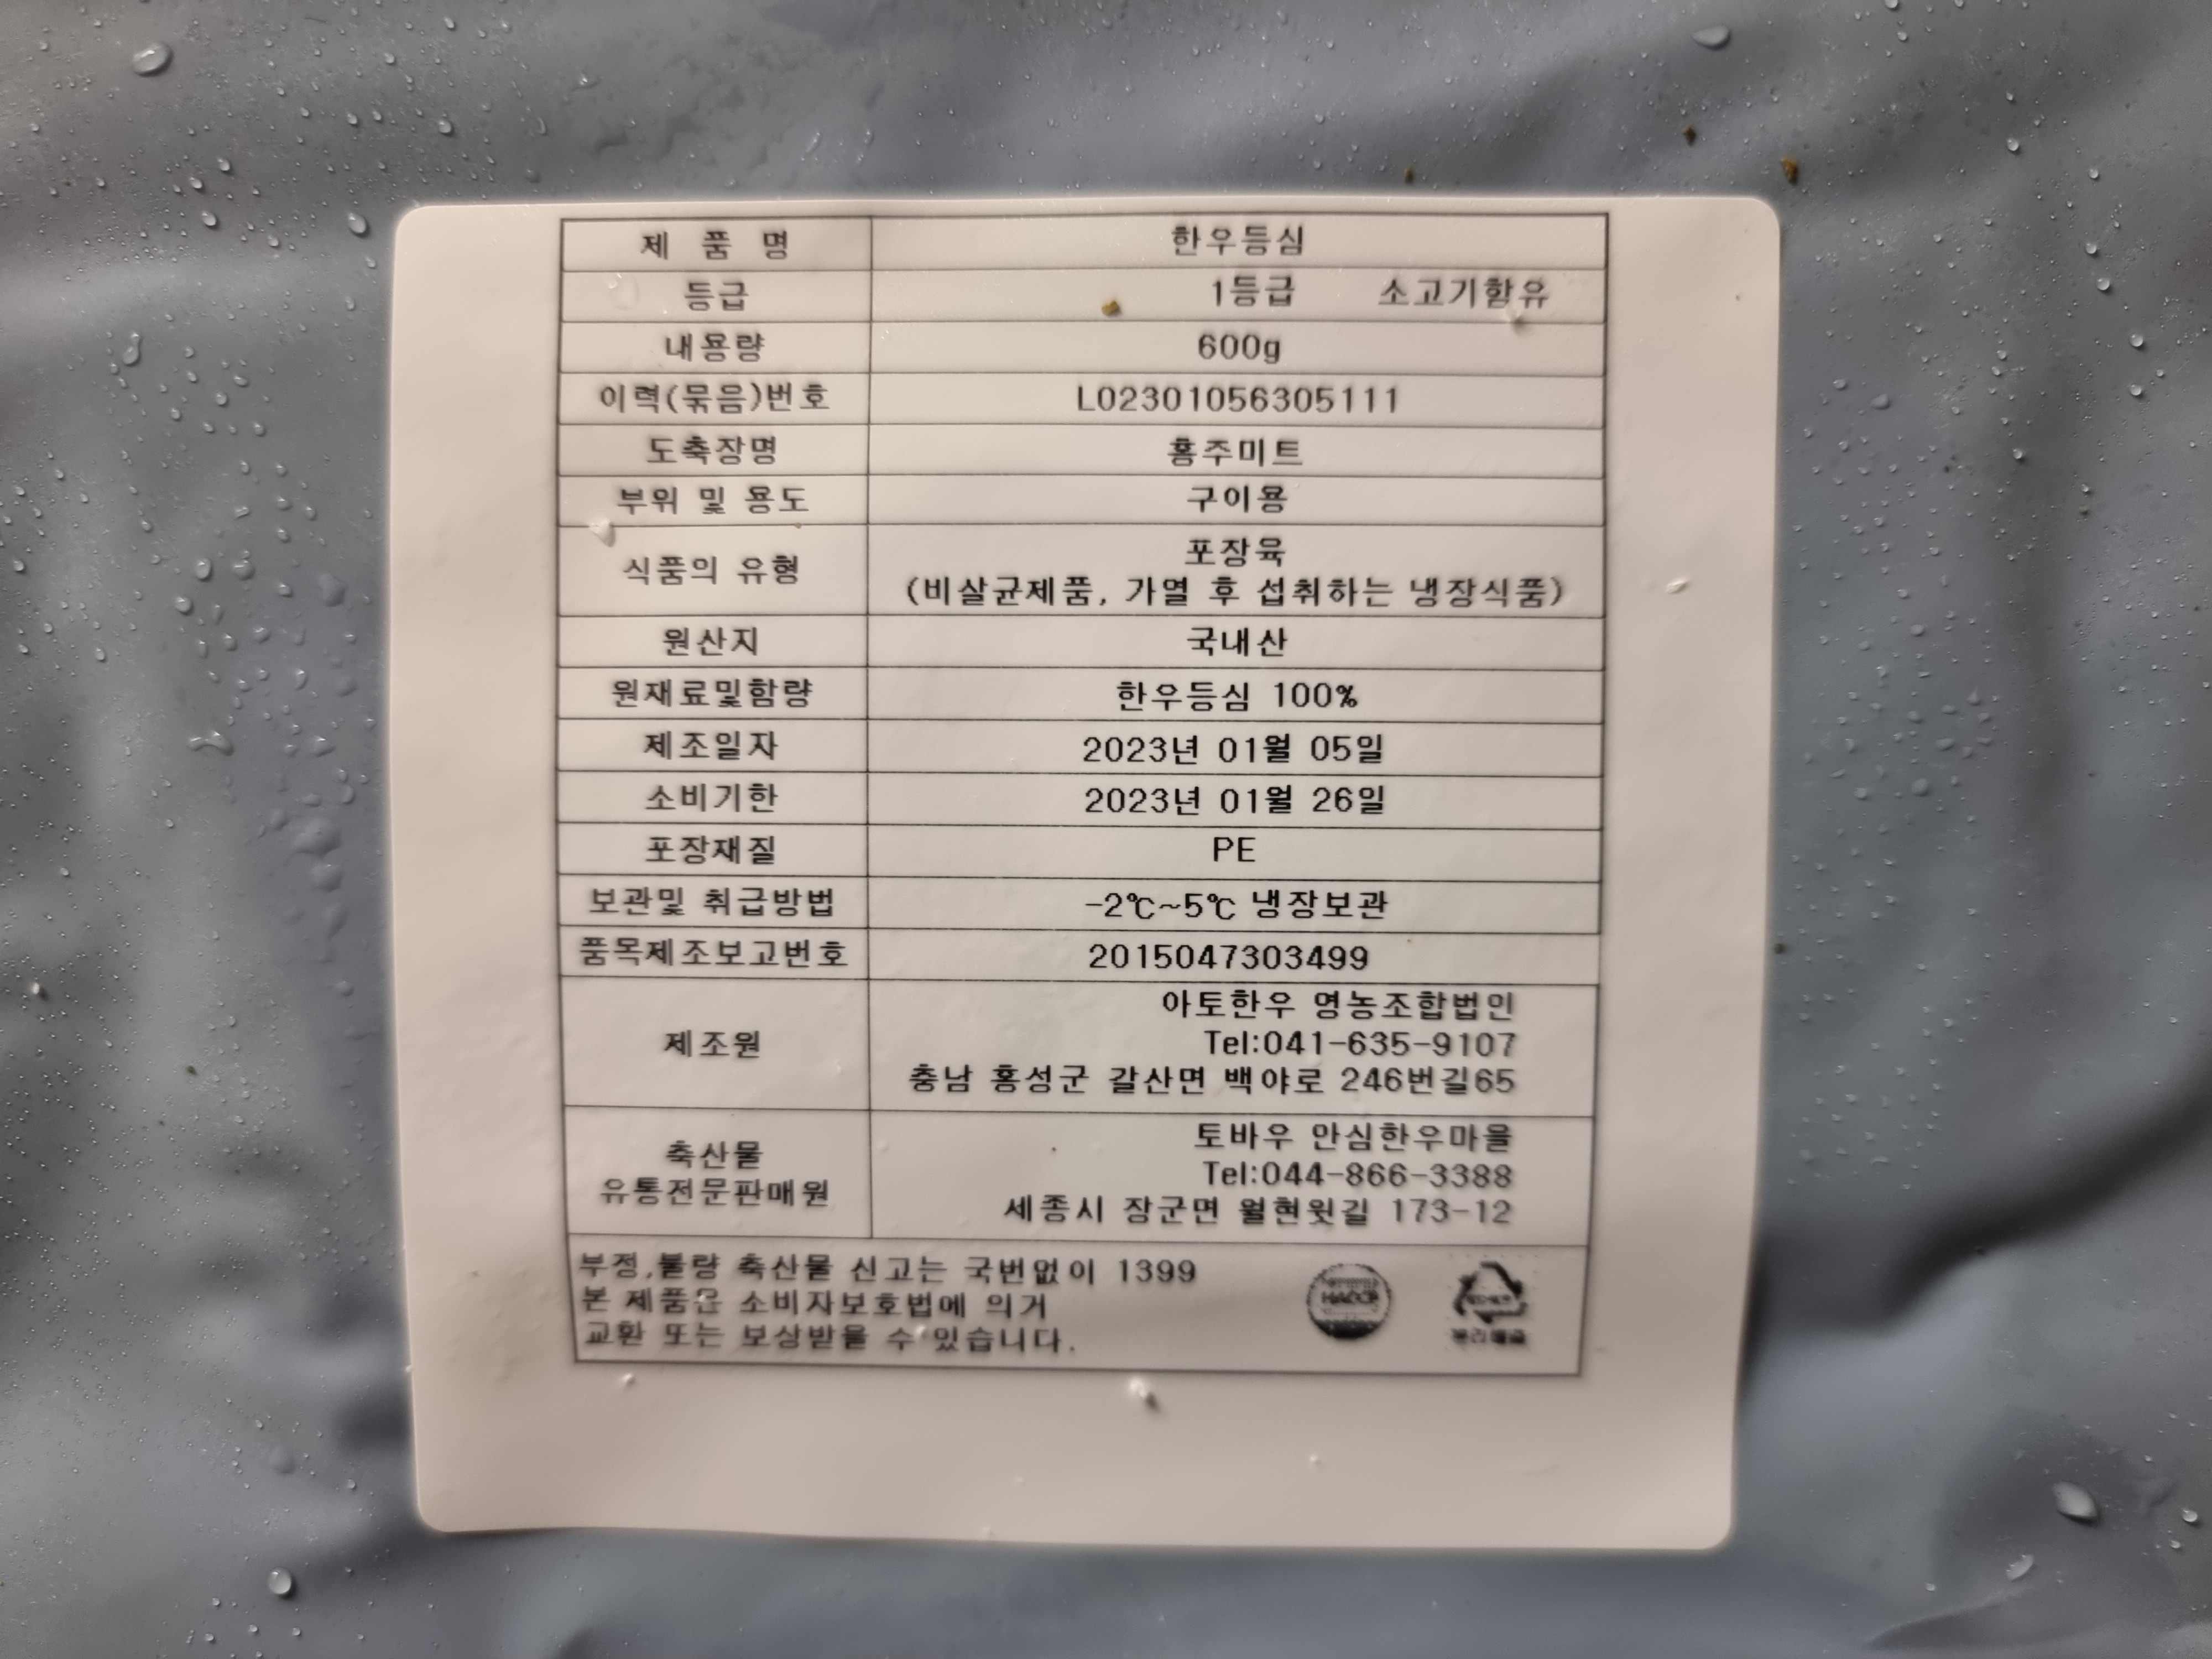 제 품 명 한우등심
등급 1등급 소고기함유
내용량 600g
이력(묶음)번호 L02301056305111
도축장명 홍주미트
부위 및 용도 구이용
식품의 유형 포장육
(비살균제품, 가열 후 섭취하는 냉장식품)
원산지 국내산
원재료및함량 한우등심 100%
제조일자 2023년 01월 05일
소비기한 2023년 01월 26일
포장재질 PE
보관및 취급방법 -2℃~5℃ 냉장보관
품목제조보고번호 2015047303499
제조원
아토한우 영농조합법인
Tel:041-635-9107
충남 홍성군 갈산면 백야로 246번길65
축산물
유통전문판매원
토바우 안심한우마을
Tel:044-866-3388
세종시 장군면 월현윗길 173-12
부정,불량 축산물 신고는 국번없이 1399
본 제품은 소비자보호법에 의거
교환 또는 보상받을 수 있습니다.
HACCP
분리배출